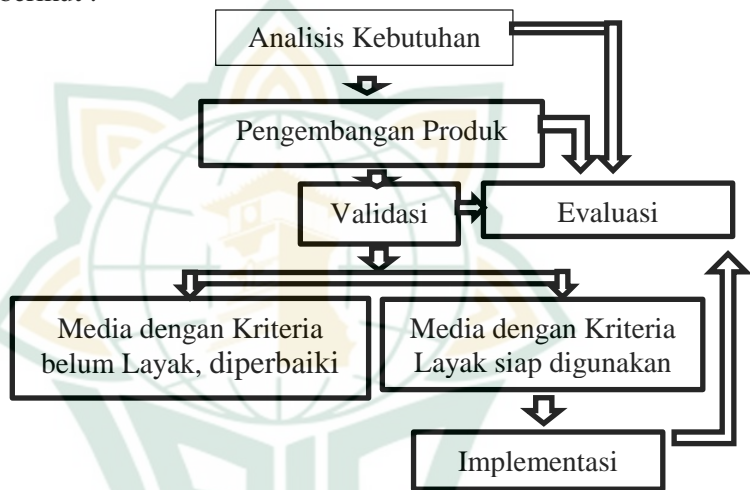 berikut :
Analisis Kebutuhan
Pengembangan Produk
Validasi
Evaluasi
Media dengan Kriteria
belum Layak, diperbaiki
Media dengan Kriteria
Layak siap digunakan
Implementasi